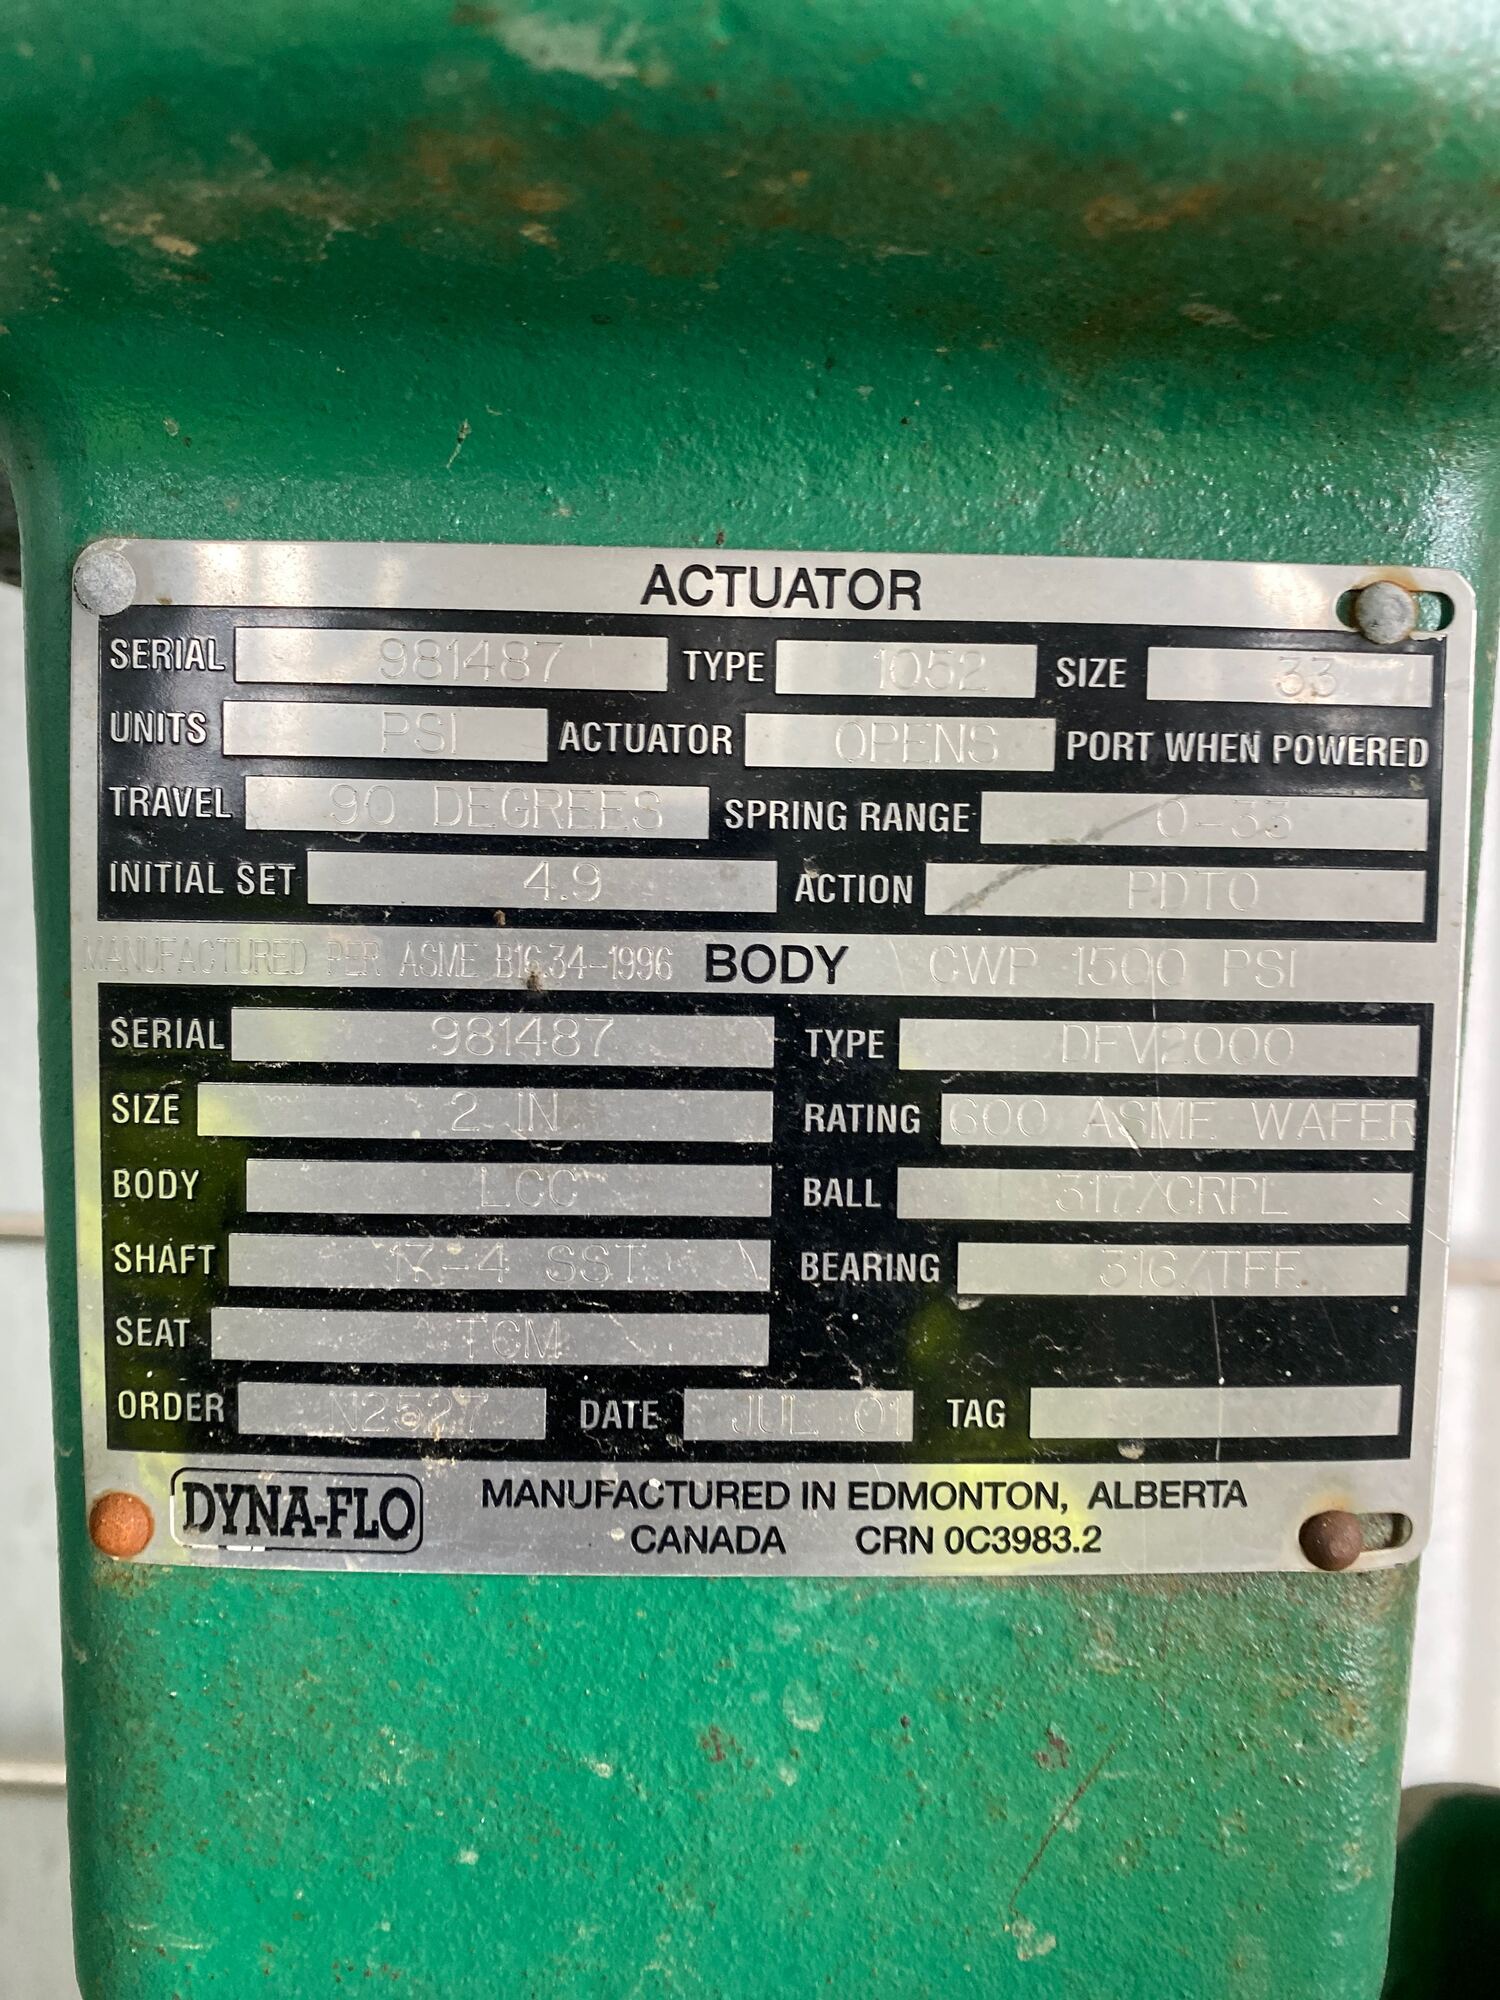 ACTUATOR
SERIAL 981487 TYPE 1052 SIZE 33
UNITS PSI ACTUATOR OPENS PORT WHEN POWERED
TRAVEL 90 DEGREES SPRING RANGE 0-33
INITIAL SET 4.9 ACTION PDTO
MANUFACTURED PER ASME B16.34-1996 BODY CWP 1500 PSI
SERIAL 981487 TYPE DFV2000
SIZE 2 IN RATING 600 ASME WAFER
BODY LCC BALL 317/CRPL
SHAFT 17-4 SST BEARING 316/TFE
SEAT TCM
ORDER N2527 DATE JUL 01 TAG
DYNA-FLO MANUFACTURED IN EDMONTON, ALBERTA
CANADA CRN 0C3983.2